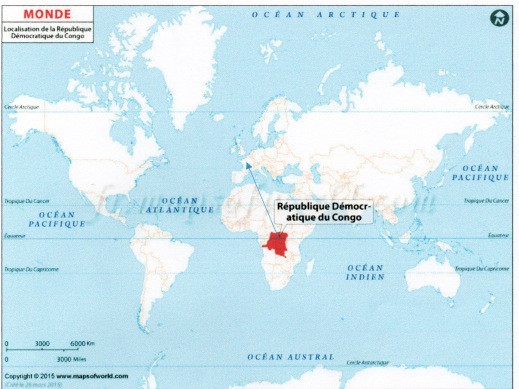 MONDE
Localisation de la République
Démocratique du Congo
OCÉAN ARCTIQUE
N
Cercle Arctique
Cercle Arctique
OCÉAN
PACIFIQUE
Tropique Du Cancer
Tropique Du Cancer
OCÉAN
ATLANTIQUE
République Démocr-
atique du Congo
OCÉAN
PACIFIQUE
Équateur
Équateur
Tropique Du Capricorne
Tropique Du Capricorne
OCÉAN
INDIEN
0 3000 6000 Km
0 3000 Miles
OCÉAN AUSTRAL
Cercle Antarctique
Copyright © 2015 www.mapsofworld.com
(Créé le 26 mars 2015)